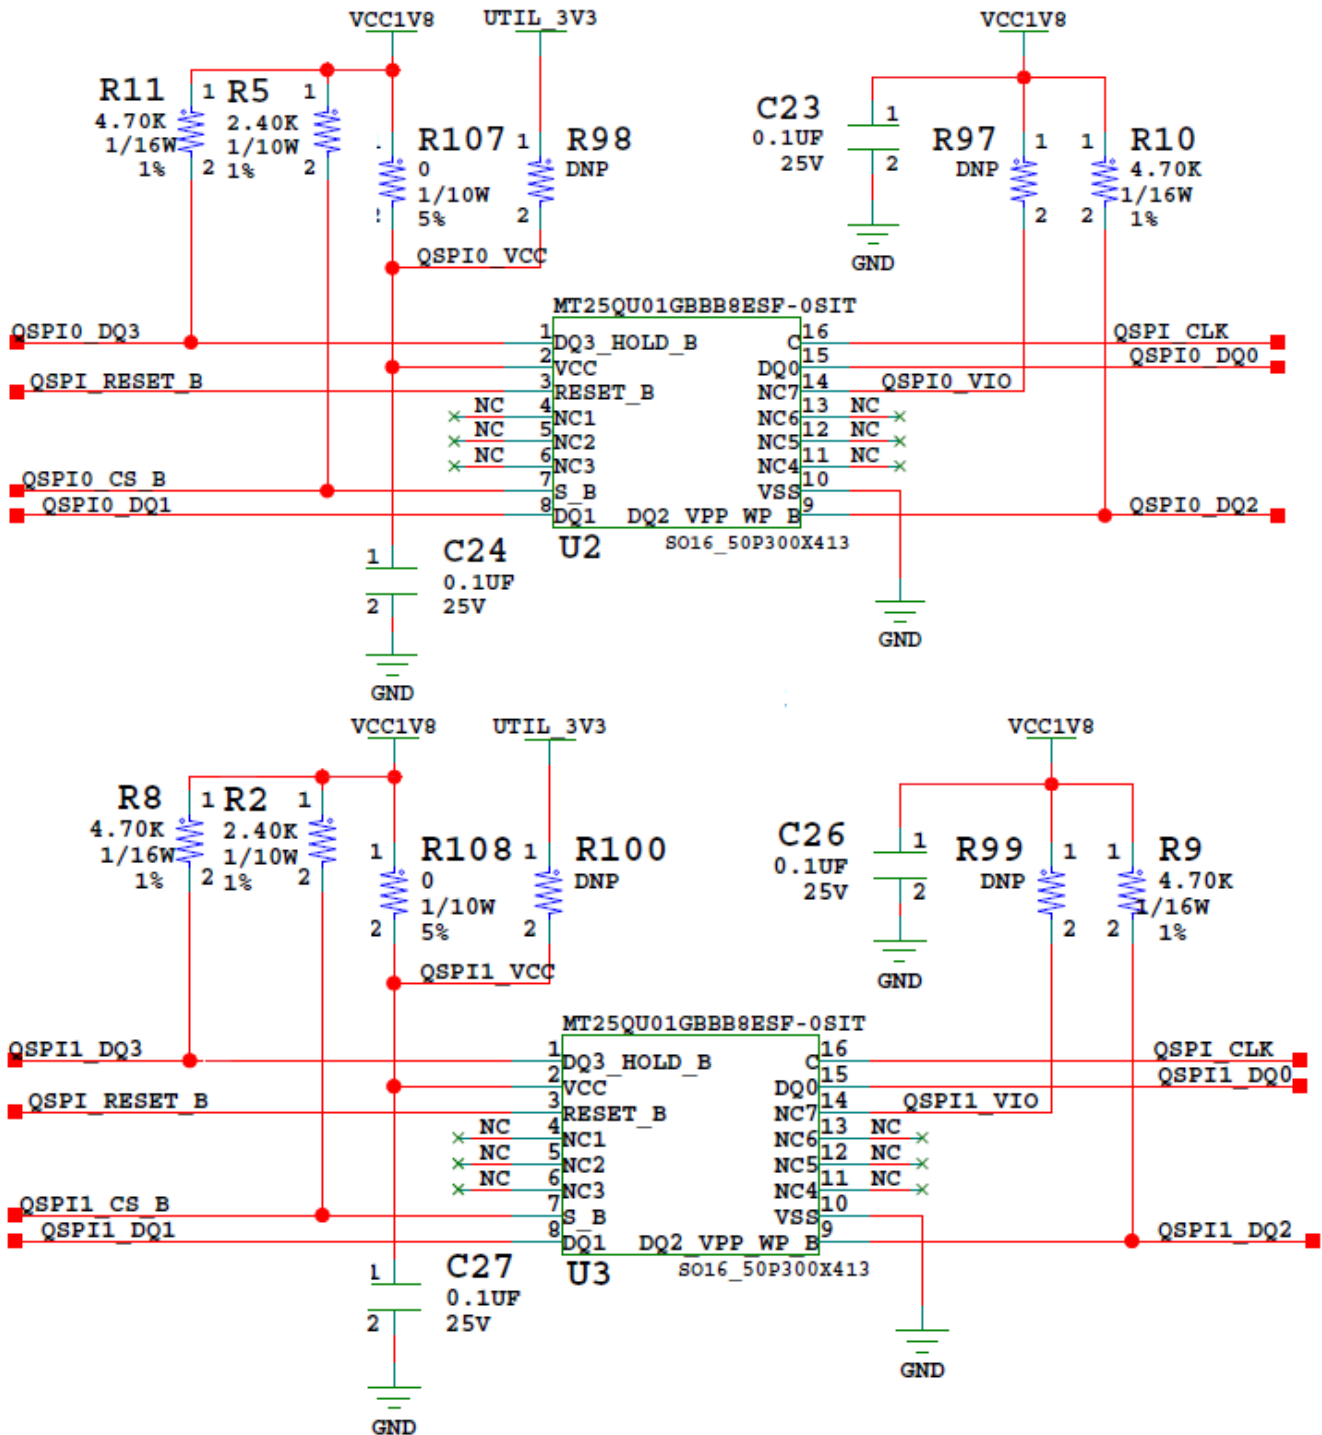 VCC1V8
UTIL_3V3
VCC1V8
R11
4.70K
1/16W
1%
1
2
R5
2.40K
1/10W
1%
1
2
R107
0
1/10W
5%
1
2
R98
DNP
QSPI0_VCC
C23
0.1UF
25V
1
2
GND
R97
DNP
1
2
R10
4.70K
1/16W
1%
1
2
MT25QU01GBBB8ESF-0SIT
QSPI0_DQ3
1
DQ3_HOLD_B
2
VCC
QSPI_RESET_B
3
RESET_B
NC
4
NC1
NC
5
NC2
NC
6
NC3
QSPI0_CS_B
7
S_B
QSPI0_DQ1
8
DQ1
C
16
QSPI_CLK
DQ0
15
QSPI0_DQ0
NC7
14
QSPI0_VIO
NC6
13
NC
NC5
12
NC
NC4
11
NC
VSS
10
DQ2_VPP_WP_B
9
QSPI0_DQ2
U2
SO16_50P300X413
1
2
C24
0.1UF
25V
GND
GND
VCC1V8
UTIL_3V3
VCC1V8
R8
4.70K
1/16W
1%
1
2
R2
2.40K
1/10W
1%
1
2
1
2
R108
0
1/10W
5%
1
2
R100
DNP
QSPI1_VCC
C26
0.1UF
25V
1
2
GND
R99
DNP
1
2
R9
4.70K
1/16W
1%
1
2
MT25QU01GBBB8ESF-0SIT
QSPI1_DQ3
1
DQ3_HOLD_B
2
VCC
QSPI_RESET_B
3
RESET_B
NC
4
NC1
NC
5
NC2
NC
6
NC3
QSPI1_CS_B
7
S_B
QSPI1_DQ1
8
DQ1
C
16
QSPI_CLK
DQ0
15
QSPI1_DQ0
NC7
14
QSPI1_VIO
NC6
13
NC
NC5
12
NC
NC4
11
NC
VSS
10
DQ2_VPP_WP_B
9
QSPI1_DQ2
U3
SO16_50P300X413
1
2
C27
0.1UF
25V
GND
GND